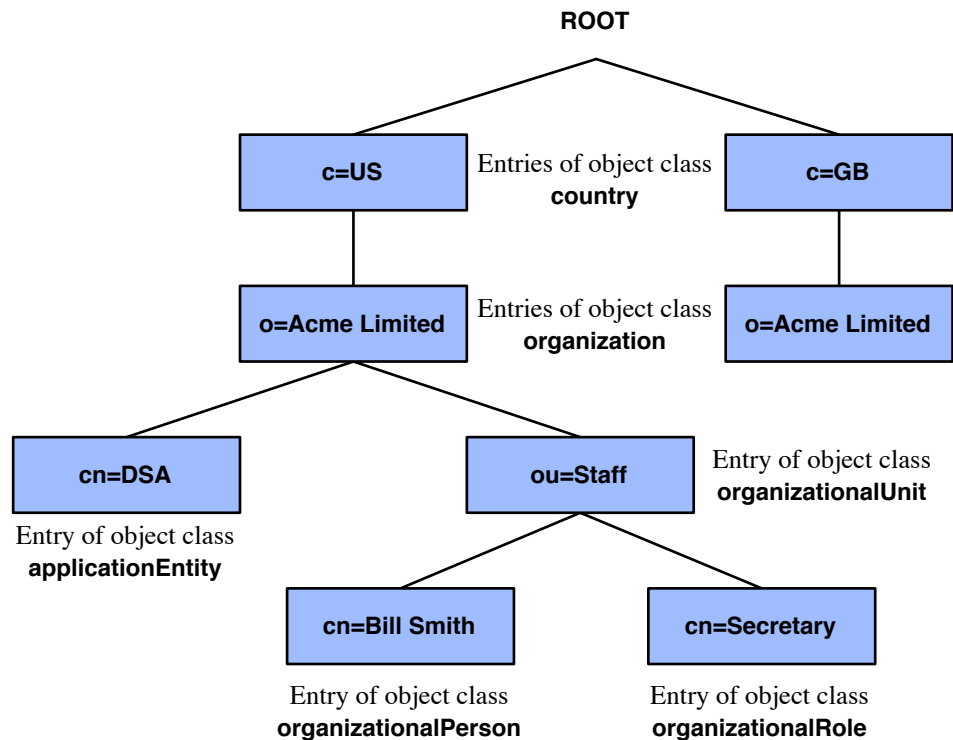 ROOT
c=US
Entries of object class
country
c=GB
o=Acme Limited
Entries of object class
organization
o=Acme Limited
cn=DSA
Entry of object class
applicationEntity
ou=Staff
Entry of object class
organizationalUnit
cn=Bill Smith
Entry of object class
organizationalPerson
cn=Secretary
Entry of object class
organizationalRole